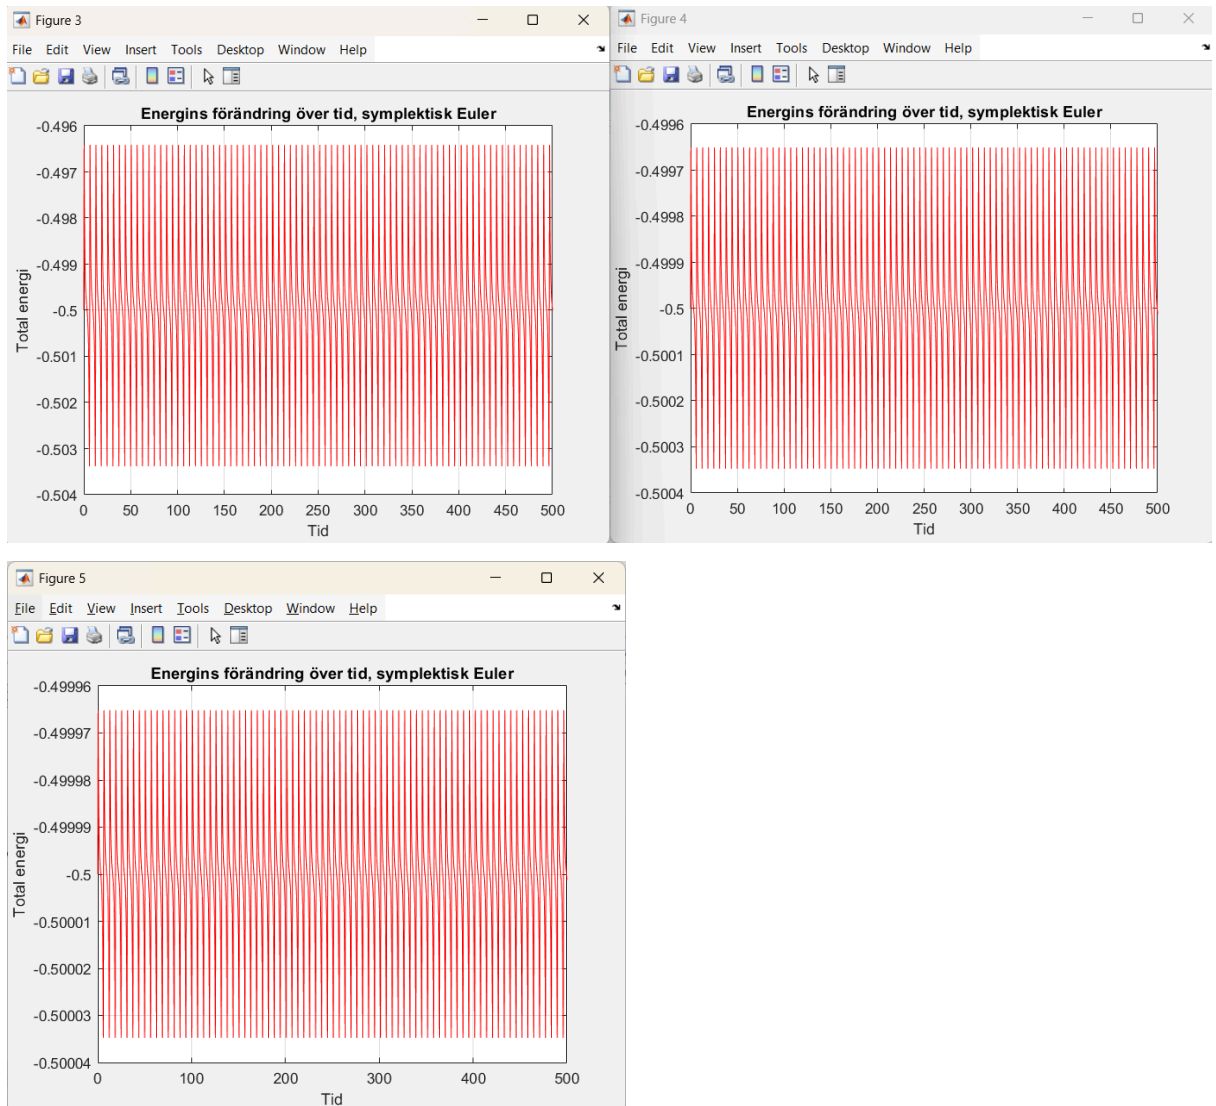 Figure 3
File Edit View Insert Tools Desktop Window Help
Energins förändring över tid, symplektisk Euler
-0.496
-0.497
-0.498
-0.499
-0.5
-0.501
-0.502
-0.503
-0.504
Total energi
0 50 100 150 200 250 300 350 400 450 500
Tid
Figure 4
File Edit View Insert Tools Desktop Window Help
Energins förändring över tid, symplektisk Euler
-0.4996
-0.4997
-0.4998
-0.4999
-0.5
-0.5001
-0.5002
-0.5003
-0.5004
Total energi
0 50 100 150 200 250 300 350 400 450 500
Tid
Figure 5
File Edit View Insert Tools Desktop Window Help
Energins förändring över tid, symplektisk Euler
-0.49996
-0.49997
-0.49998
-0.49999
-0.5
-0.50001
-0.50002
-0.50003
-0.50004
Total energi
0 100 200 300 400 500
Tid